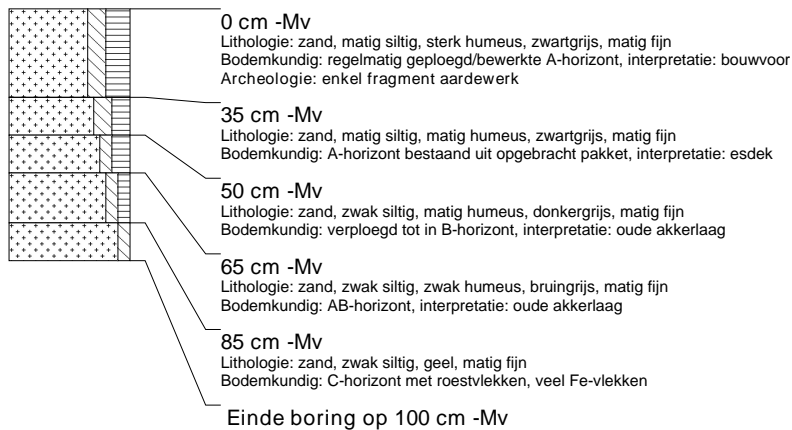 0 cm -Mv
Lithologie: zand, matig siltig, sterk humeus, zwartgrijs, matig fijn
Bodemkundig: regelmatig geploegd/bewerkte A-horizont, interpretatie: bouwvoor
Archeologie: enkel fragment aardewerk
35 cm -Mv
Lithologie: zand, matig siltig, matig humeus, zwartgrijs, matig fijn
Bodemkundig: A-horizont bestaand uit opgebracht pakket, interpretatie: esdek
50 cm -Mv
Lithologie: zand, zwak siltig, matig humeus, donkergrijs, matig fijn
Bodemkundig: verploegd tot in B-horizont, interpretatie: oude akkerlaag
65 cm -Mv
Lithologie: zand, zwak siltig, zwak humeus, bruingrijs, matig fijn
Bodemkundig: AB-horizont, interpretatie: oude akkerlaag
85 cm -Mv
Lithologie: zand, zwak siltig, geel, matig fijn
Bodemkundig: C-horizont met roestvlekken, veel Fe-vlekken
Einde boring op 100 cm -Mv